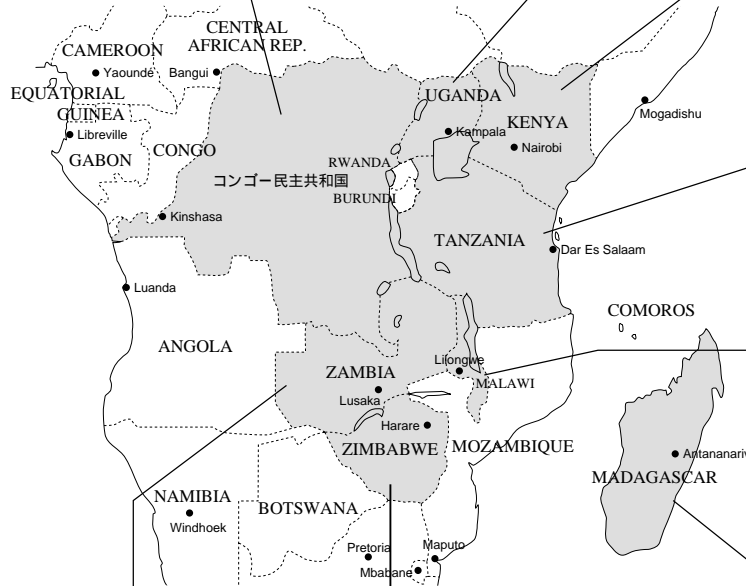 CENTRAL
AFRICAN REP.
CAMEROON
Yaoundé
Bangui
EQUATORIAL
GUINEA
Libreville
GABON
CONGO
UGANDA
Kampala
KENYA
Nairobi
Mogadishu
RWANDA
コンゴー民主共和国
BURUNDI
Kinshasa
TANZANIA
Dar Es Salaam
Luanda
COMOROS
ANGOLA
ZAMBIA
Lilongwe
MALAWI
Lusaka
Harare
ZIMBABWE
MOZAMBIQUE
Antananariv
MADAGASCAR
NAMIBIA
BOTSWANA
Windhoek
Pretoria
Maputo
Mbabane